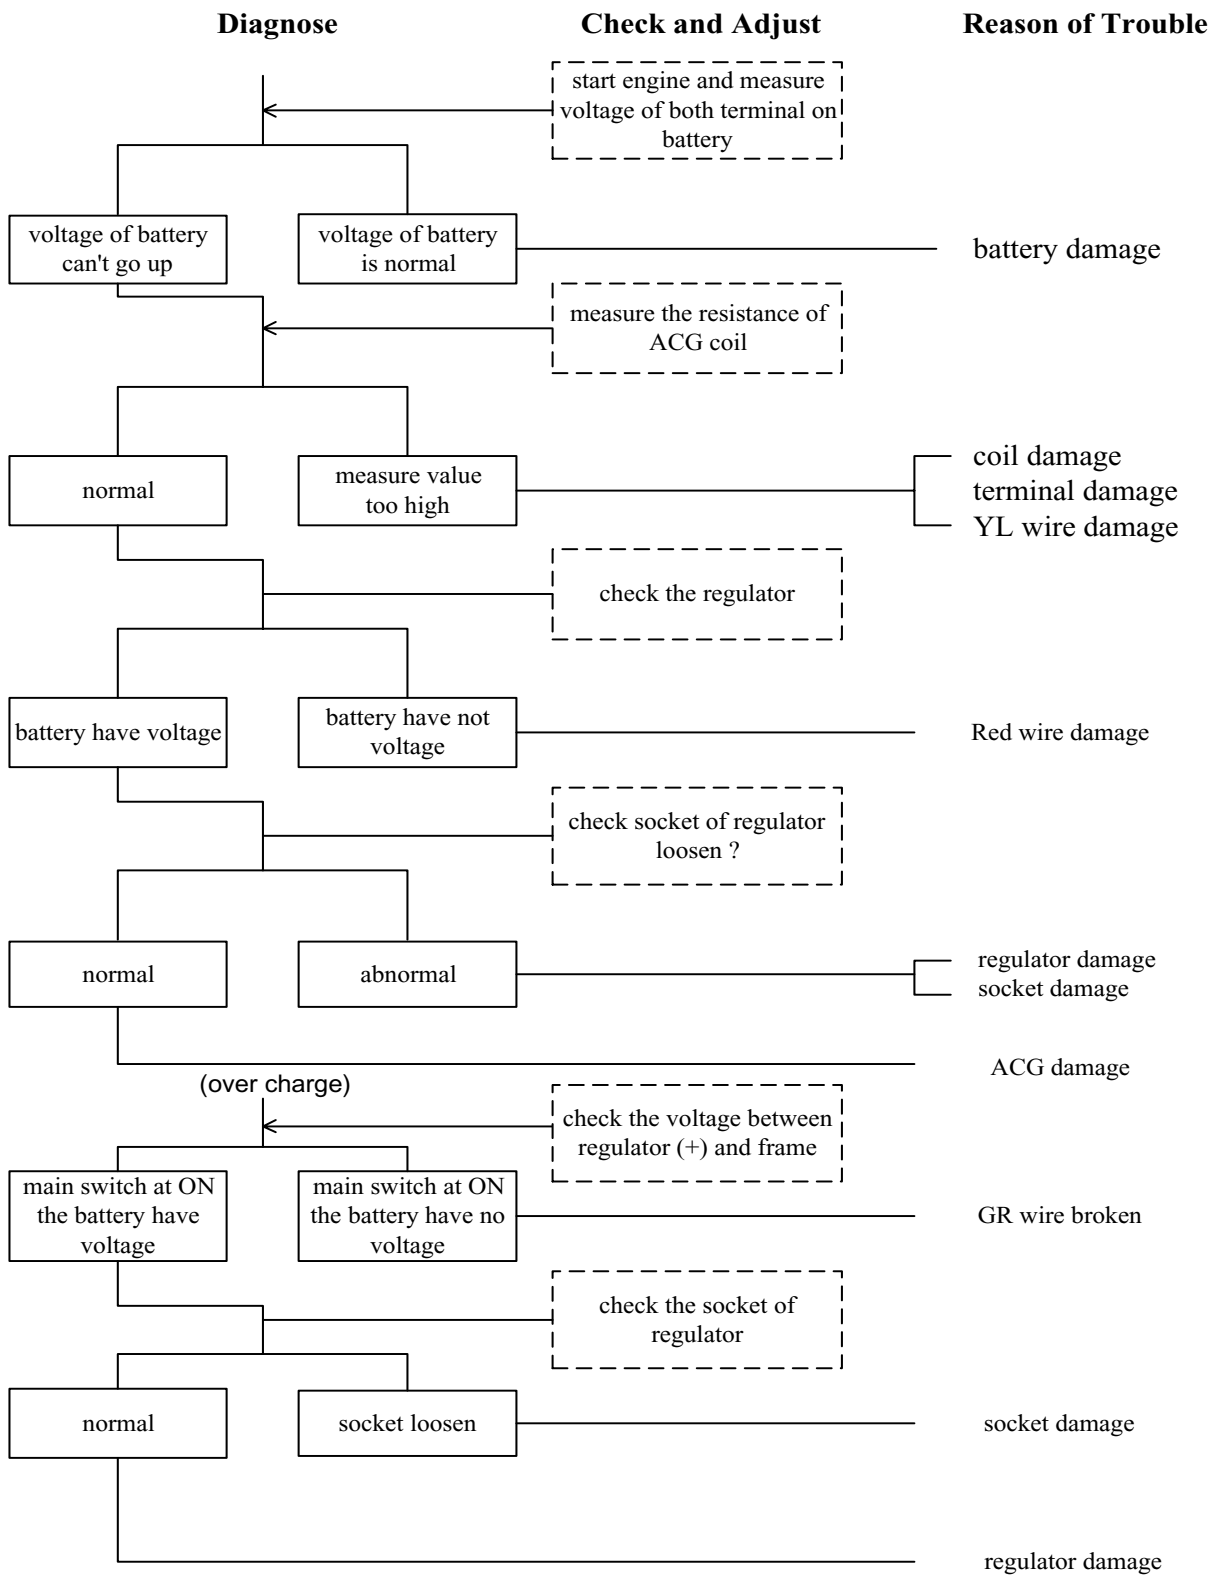 Diagnose
Check and Adjust
Reason of Trouble
start engine and measure
voltage of both terminal on
battery
voltage of battery
can't go up
voltage of battery
is normal
battery damage
measure the resistance of
ACG coil
normal
measure value
too high
coil damage
terminal damage
YL wire damage
check the regulator
battery have voltage
battery have not
voltage
Red wire damage
check socket of regulator
loosen ?
normal
abnormal
regulator damage
socket damage
ACG damage
(over charge)
check the voltage between
regulator (+) and frame
main switch at ON
the battery have
voltage
main switch at ON
the battery have no
voltage
GR wire broken
check the socket of
regulator
normal
socket loosen
socket damage
regulator damage